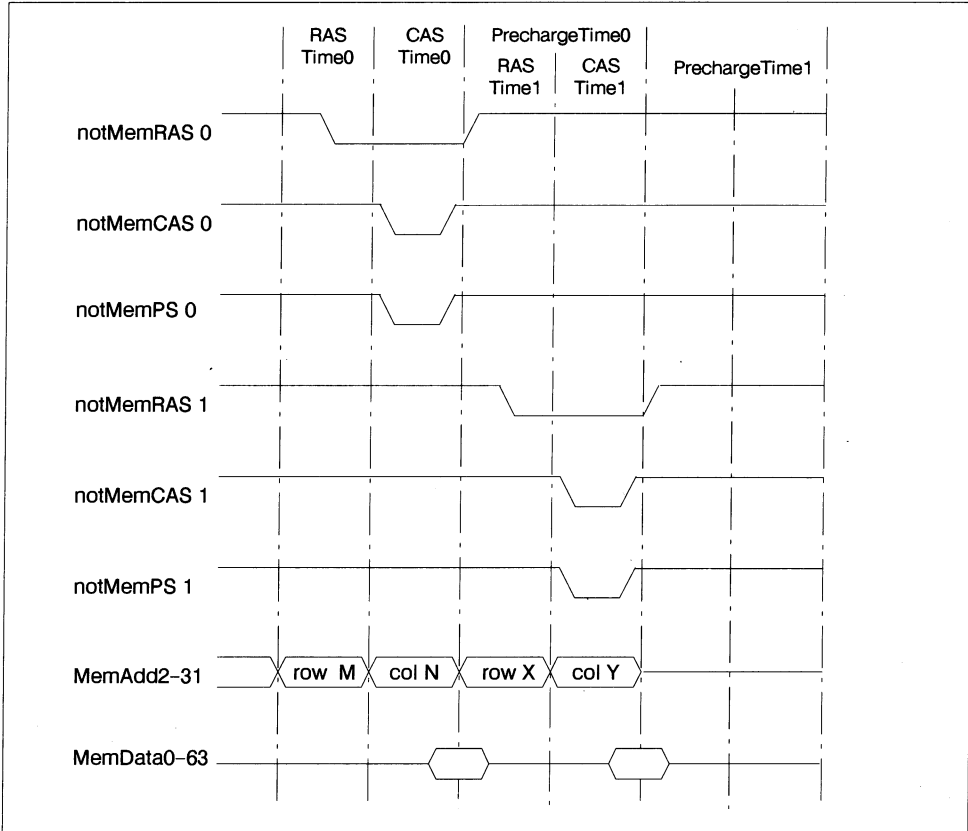 RAS Time0
CAS Time0
PrechargeTime0
RAS Time1
CAS Time1
PrechargeTime1
notMemRAS 0
notMemCAS 0
notMemPS 0
notMemRAS 1
notMemCAS 1
notMemPS 1
MemAdd2-31
row M
col N
row X
col Y
MemData0-63